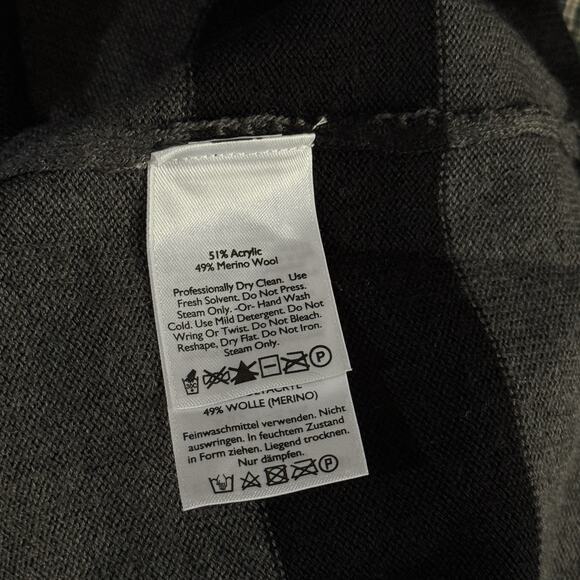 51% Acrylic
49% Merino Wool
Professionally Dry Clean. Use
Fresh Solvent. Do Not Press.
Steam Only. -Or- Hand Wash
Cold. Use Mild Detergent. Do Not
Wring Or Twist. Do Not Bleach.
Reshape, Dry Flat. Do Not Iron.
Steam Only.
P
49% WOLLE (MERINO)
Feinwaschmittel verwenden. Nicht
auswringen. In feuchtem Zustand
in Form ziehen. Liegend trocknen.
Nur dämpfen.
P